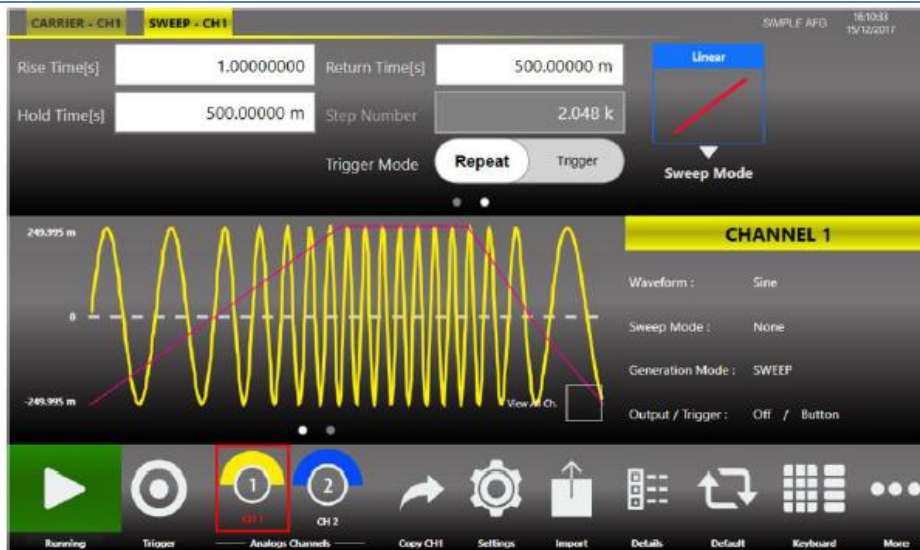 CARRIER - CH1 SWEEP - CH1 SIMPLE AFG 16:10:33
15/12/2017
Rise Time[s] 1.00000000 Return Time[s] 500.00000 m Linear
Hold Time[s] 500.00000 m Step Number 2.048 k
Trigger Mode Repeat Trigger
Sweep Mode
249.995 m
0
-249.995 m
View All Ch.
CHANNEL 1
Waveform : Sine
Sweep Mode : None
Generation Mode : SWEEP
Output / Trigger : Off / Button
1 2
CH 1 CH 2
Running Trigger Analogs Channels Copy CH1 Settings Import Details Default Keyboard More